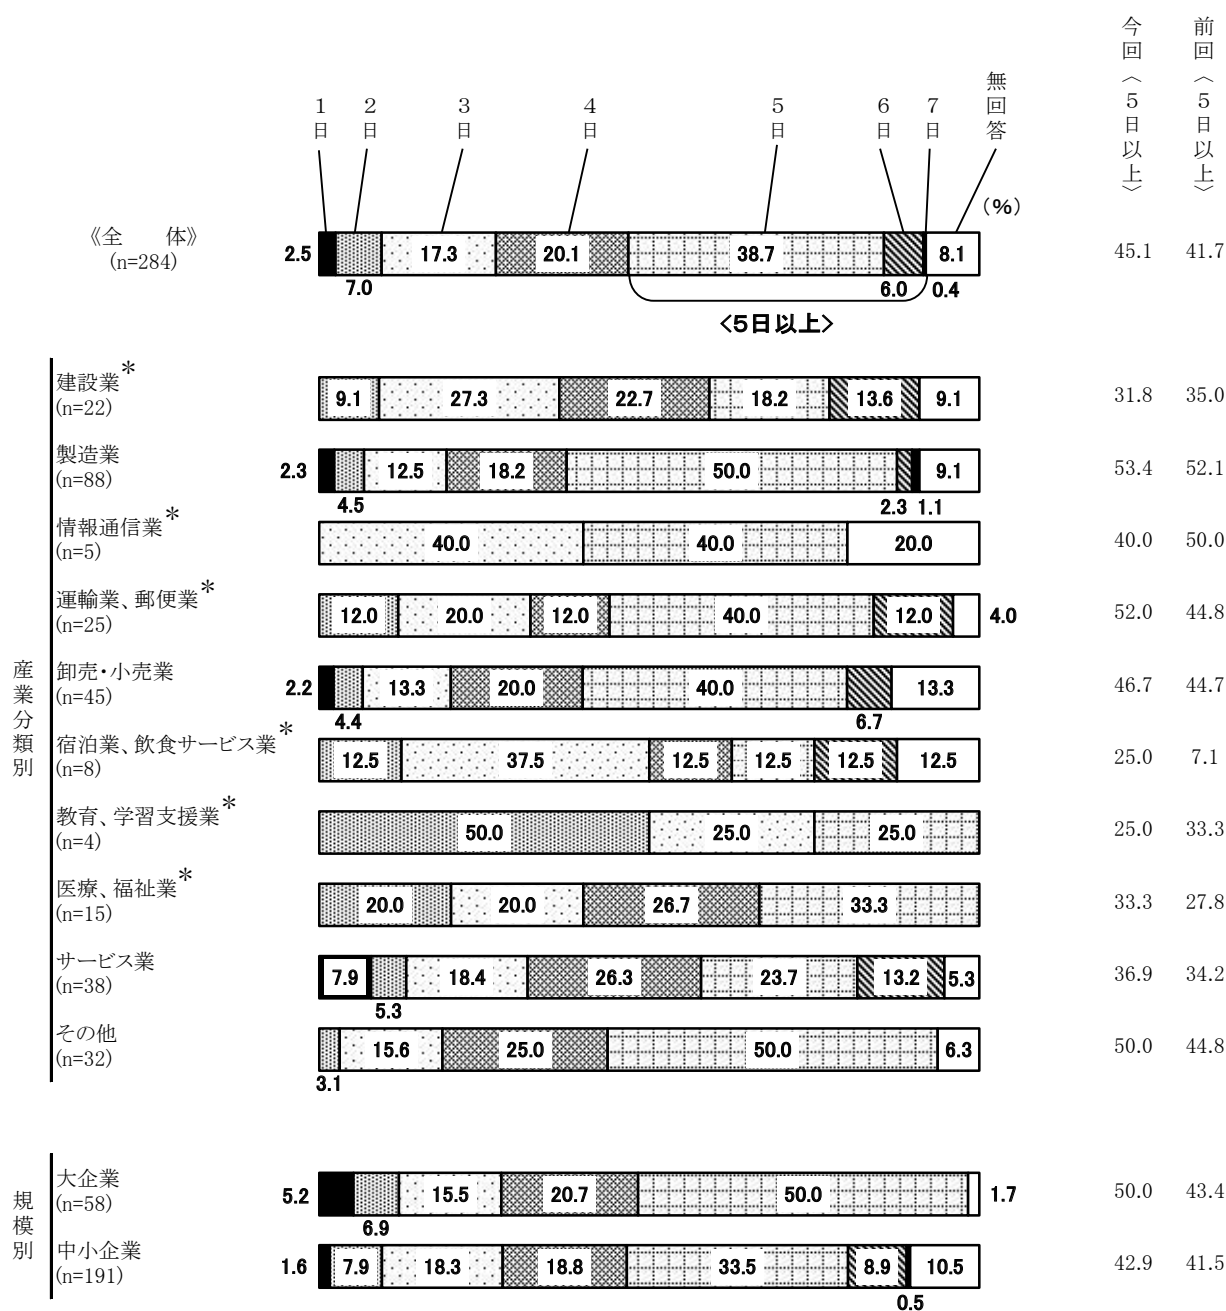 今回〈5日以上〉
前回〈5日以上〉
1日
2日
3日
4日
5日
6日
7日
無回答
(%)
《全 体》
(n=284)
2.5
17.3
20.1
38.7
8.1
45.1
41.7
7.0
6.0
0.4
<5日以上>
産業分類別
建設業*
(n=22)
9.1
27.3
22.7
18.2
13.6
9.1
31.8
35.0
製造業
(n=88)
2.3
12.5
18.2
50.0
9.1
53.4
52.1
4.5
2.3
1.1
情報通信業*
(n=5)
40.0
40.0
20.0
40.0
50.0
運輸業、郵便業*
(n=25)
12.0
20.0
12.0
40.0
12.0
4.0
52.0
44.8
卸売・小売業
(n=45)
2.2
13.3
20.0
40.0
13.3
46.7
44.7
4.4
6.7
宿泊業、飲食サービス業*
(n=8)
12.5
37.5
12.5
12.5
12.5
12.5
25.0
7.1
教育、学習支援業*
(n=4)
50.0
25.0
25.0
25.0
33.3
医療、福祉業*
(n=15)
20.0
20.0
26.7
33.3
33.3
27.8
サービス業
(n=38)
7.9
18.4
26.3
23.7
13.2
5.3
36.9
34.2
5.3
その他
(n=32)
15.6
25.0
50.0
6.3
50.0
44.8
3.1
規模別
大企業
(n=58)
5.2
15.5
20.7
50.0
1.7
50.0
43.4
6.9
中小企業
(n=191)
1.6
7.9
18.3
18.8
33.5
8.9
10.5
42.9
41.5
0.5